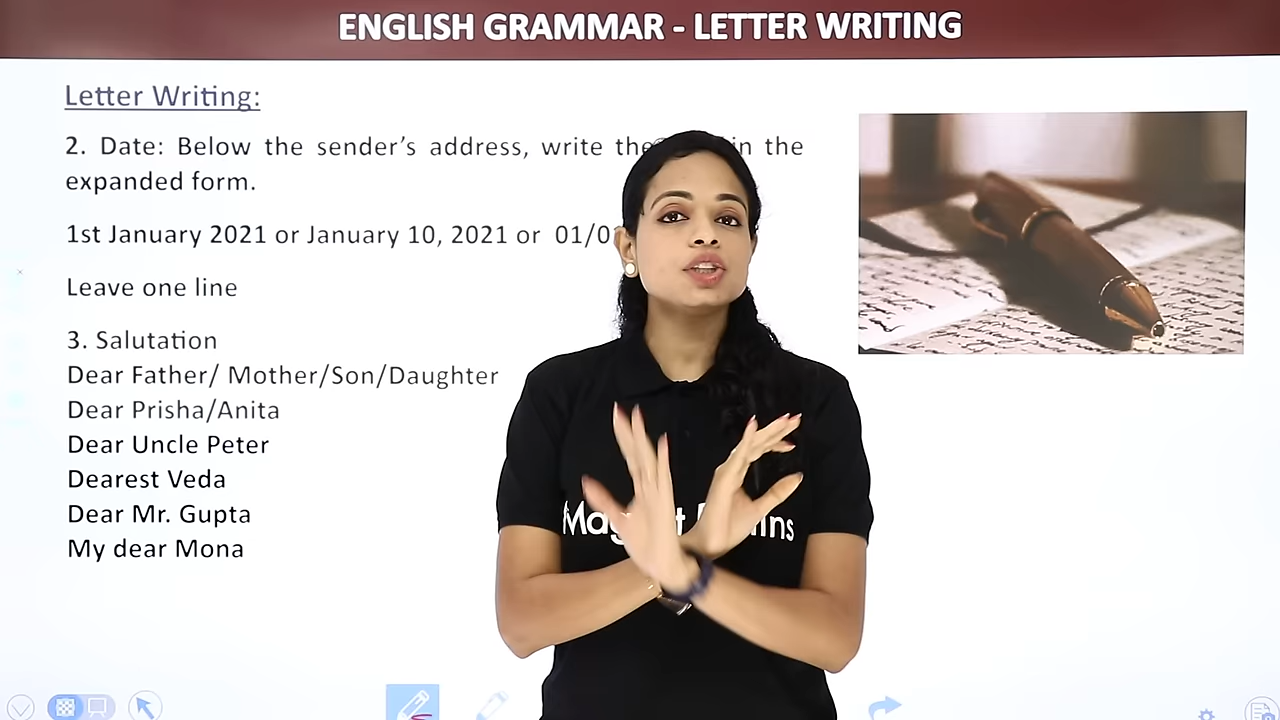 ENGLISH GRAMMAR - LETTER WRITING
Letter Writing:
2. Date: Below the sender's address, write the in the
expanded form.
1st January 2021 or January 10, 2021 or 01/0
Leave one line
3. Salutation
Dear Father/ Mother/Son/Daughter
Dear Prisha/Anita
Dear Uncle Peter
Dearest Veda
Dear Mr. Gupta
My dear Mona